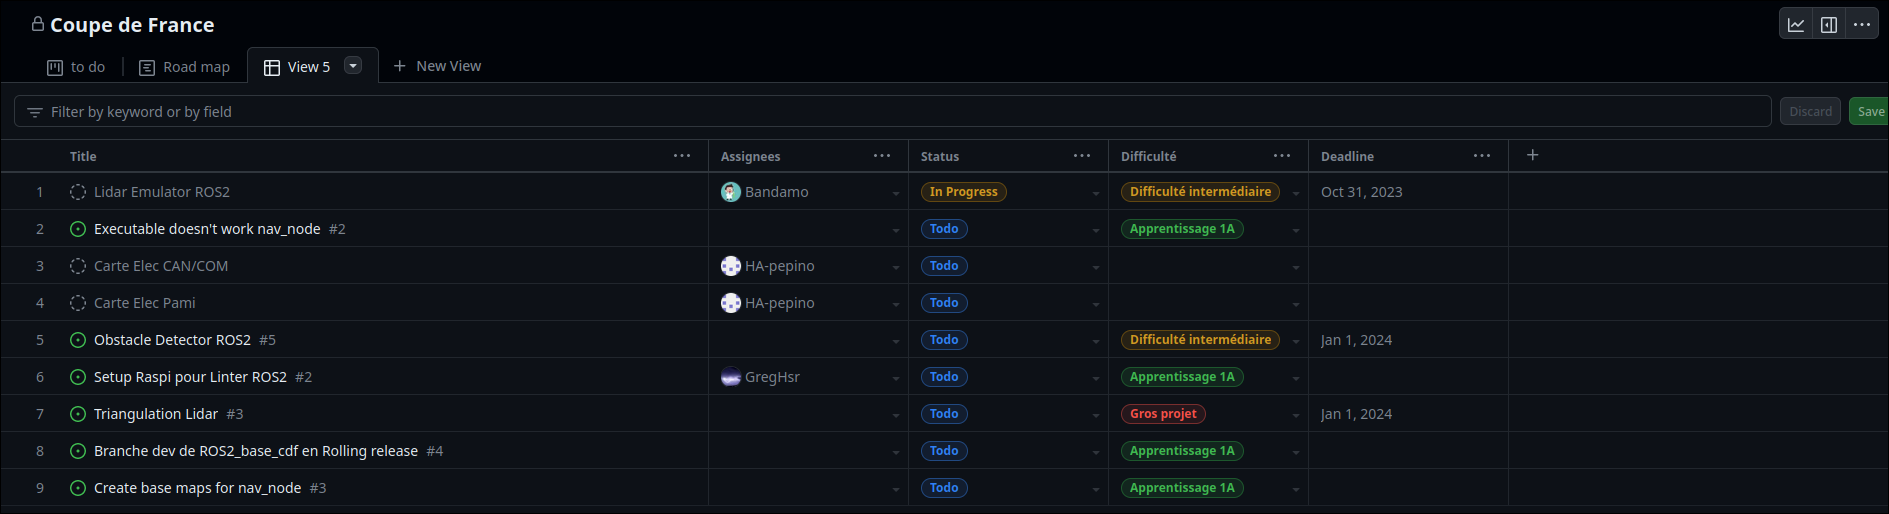 Coupe de France
to do
Road map
View 5
New View
Filter by keyword or by field
Discard
Save
Title Assignees Status Difficulté Deadline
1 Lidar Emulator ROS2 Bandamo In Progress Difficulté intermédiaire Oct 31, 2023
2 Executable doesn't work nav_node #2 Todo Apprentissage 1A
3 Carte Elec CAN/COM HA-pepino Todo
4 Carte Elec Pami HA-pepino Todo
5 Obstacle Detector ROS2 #5 Todo Difficulté intermédiaire Jan 1, 2024
6 Setup Raspi pour Linter ROS2 #2 GregHsr Todo Apprentissage 1A
7 Triangulation Lidar #3 Todo Gros projet Jan 1, 2024
8 Branche dev de ROS2_base_cdf en Rolling release #4 Todo Apprentissage 1A
9 Create base maps for nav_node #3 Todo Apprentissage 1A